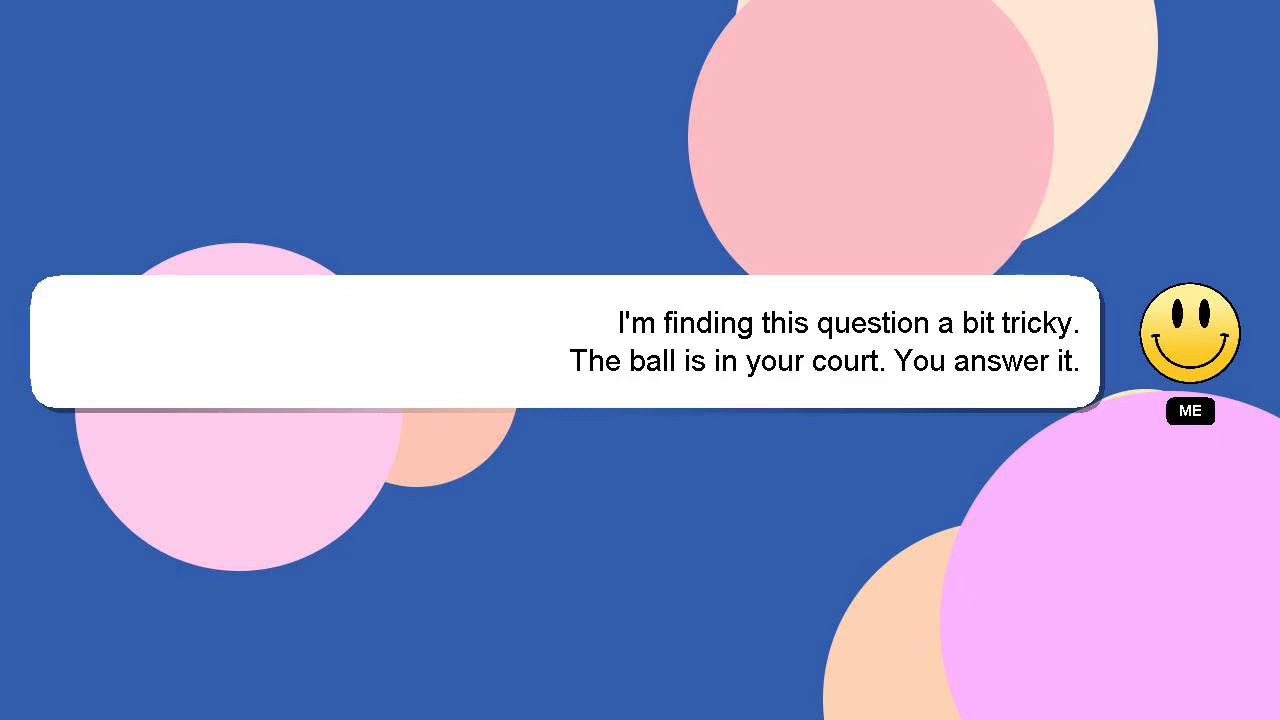 I'm finding this question a bit tricky.
The ball is in your court. You answer it.
ME